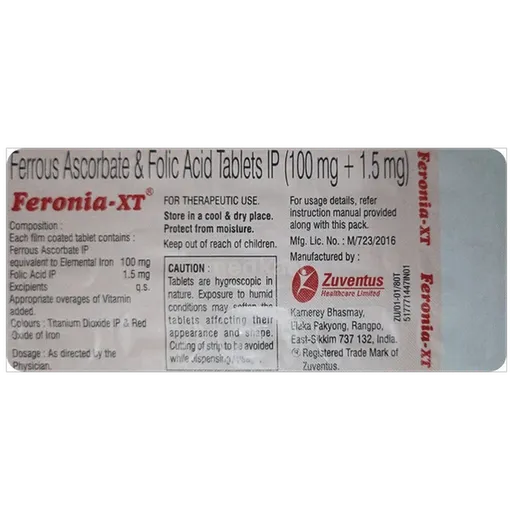 Ferrous Ascorbate & Folic Acid Tablets IP (100 mg + 1.5 mg)
Feronia-XT®
Composition :
Each film coated tablet contains :
Ferrous Ascorbate IP
equivalent to Elemental Iron 100 mg
Folic Acid IP 1.5 mg
Excipients q.s.
Appropriate overages of Vitamin
added.
Colours : Titanium Dioxide IP & Red
Oxide of Iron
Dosage : As directed by the
Physician.
FOR THERAPEUTIC USE.
Store in a cool & dry place.
Protect from moisture.
Keep out of reach of children.
CAUTION :
Tablets are hygroscopic in
nature. Exposure to humid
conditions may soften the
tablets affecting their
appearance and shape.
Cutting of strip to be avoided
while dispensing
For usage details, refer
instruction manual provided
along with this pack.
Mfg. Lic. No. : M/723/2016
Manufactured by :
Zuventus
Healthcare Limited
Kamerey Bhasmay,
Pakyong, Rangpo,
East-Sikkim 737 132, India.
Registered Trade Mark of
Zuventus.
Feronia-XT
Feronia-XT